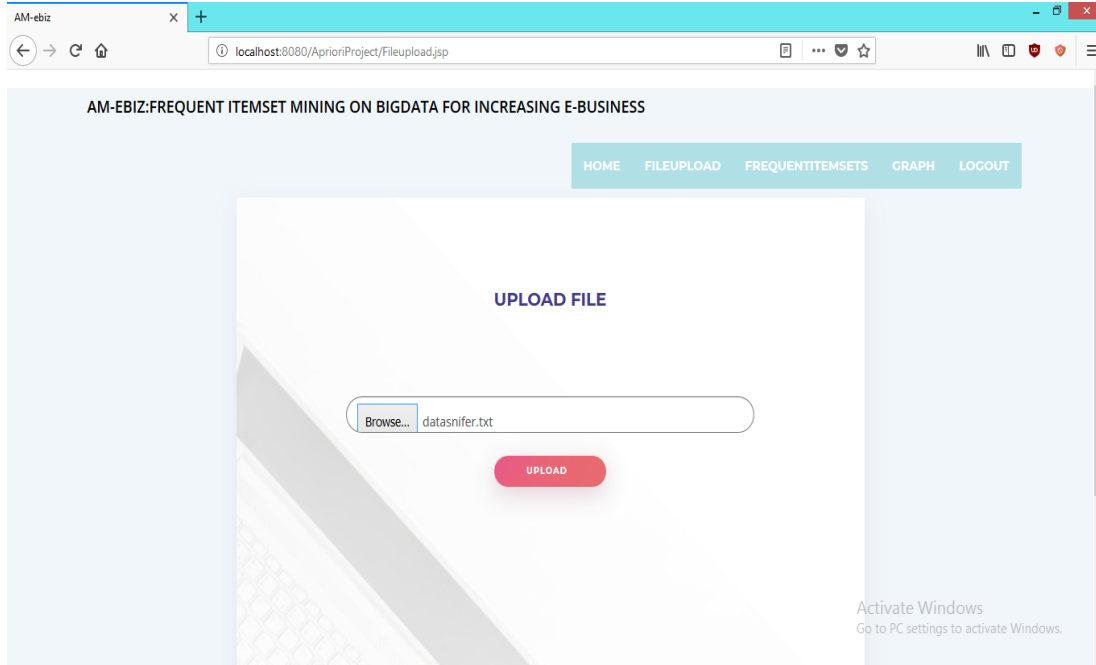 AM-ebiz
localhost:8080/AprioriProject/Fileupload.jsp
AM-EBIZ:FREQUENT ITEMSET MINING ON BIGDATA FOR INCREASING E-BUSINESS
HOME FILEUPLOAD FREQUENTITEMSETS GRAPH LOGOUT
UPLOAD FILE
Browse... datasnifer.txt
UPLOAD
Activate Windows
Go to PC settings to activate Windows.